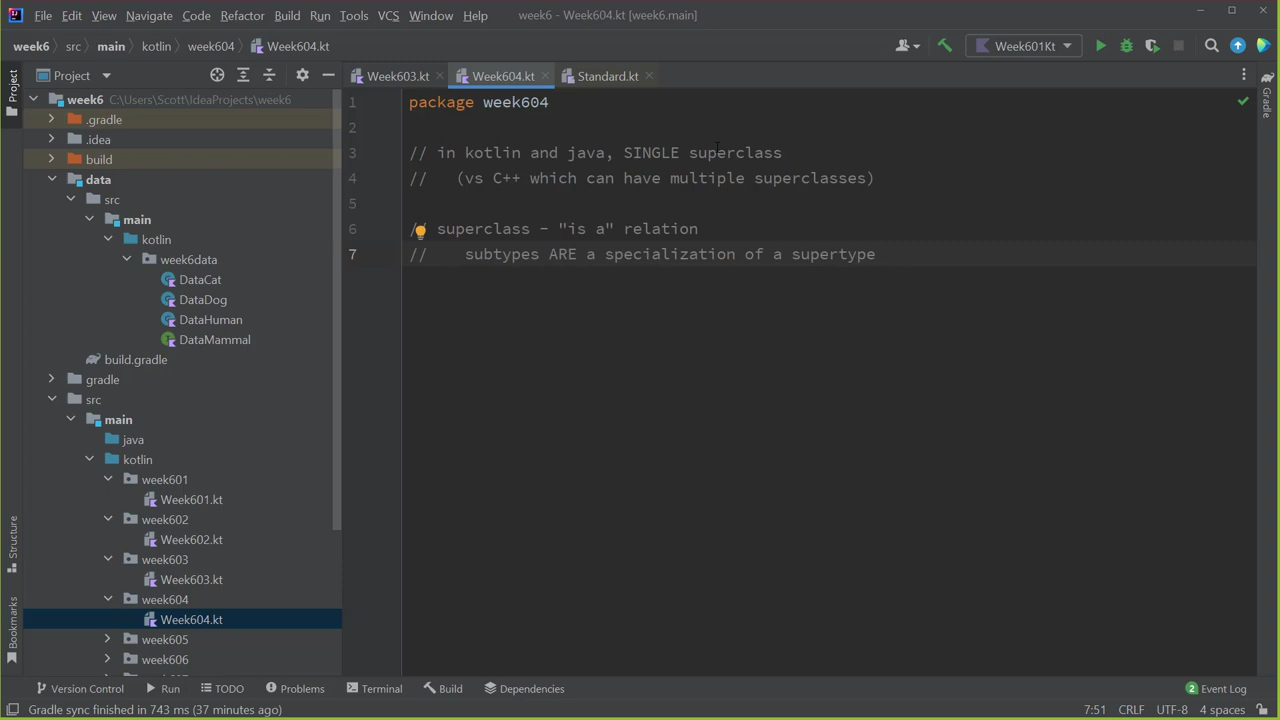 File Edit View Navigate Code Refactor Build Run Tools VCS Window Help week6 - Week604.kt [week6.main]
week6 src main kotlin week604 Week604.kt Week601Kt
Project Week603.kt Week604.kt Standard.kt
Project
Gradle
week6 C:\Users\Scott\IdeaProjects\week6
.gradle
.idea
build
data
src
main
kotlin
week6data
DataCat
DataDog
DataHuman
DataMammal
build.gradle
gradle
src
main
java
kotlin
week601
Week601.kt
week602
Week602.kt
week603
Week603.kt
week604
Week604.kt
week605
week606
Structure
Bookmarks
1 package week604
2
3 // in kotlin and java, SINGLE superclass
4 // (vs C++ which can have multiple superclasses)
5
6 // superclass - "is a" relation
7 // subtypes ARE a specialization of a supertype
Version Control Run TODO Problems Terminal Build Dependencies 2 Event Log
Gradle sync finished in 743 ms (37 minutes ago) 7:51 CRLF UTF-8 4 spaces